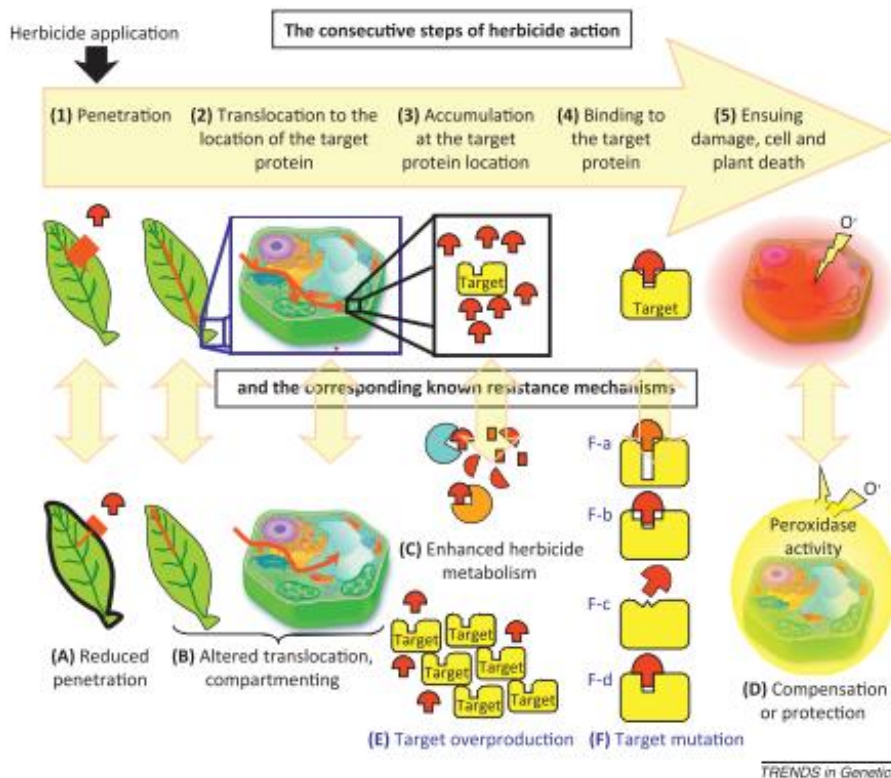 Herbicide application
The consecutive steps of herbicide action
(1) Penetration
(2) Translocation to the
location of the target
protein
(3) Accumulation
at the target
protein location
(4) Binding to
the target
protein
(5) Ensuing
damage, cell and
plant death
Target
Target
O·
and the corresponding known resistance mechanisms
F-a
F-b
F-c
F-d
O·
Peroxidase
activity
(C) Enhanced herbicide
metabolism
(A) Reduced
penetration
(B) Altered translocation,
compartmenting
Target
Target
Target
Target
Target
Target
(D) Compensation
or protection
(E) Target overproduction
(F) Target mutation
TRENDS in Genetic